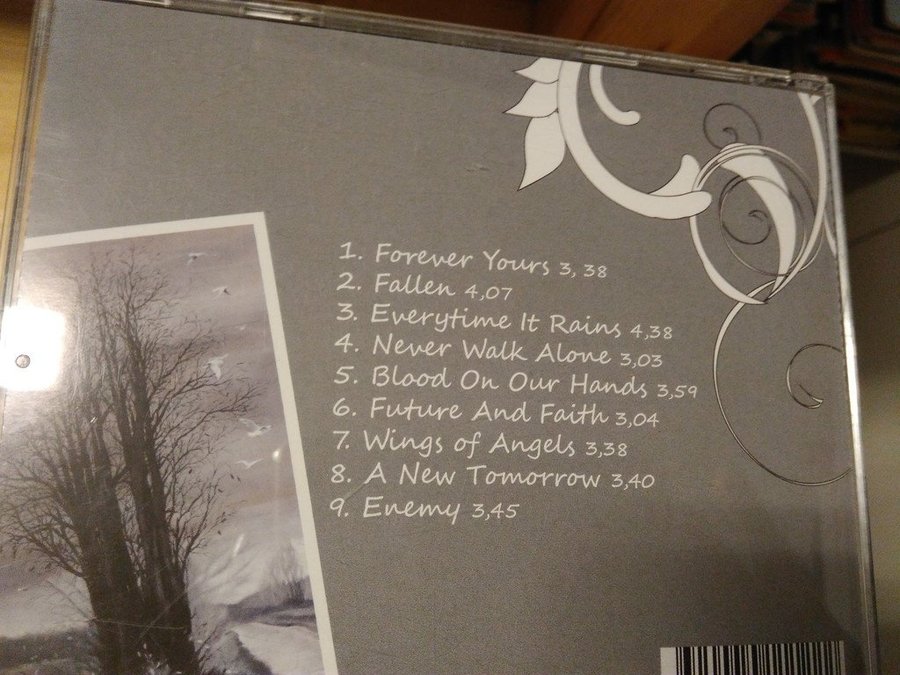 1. Forever Yours 3, 38
2. Fallen 4,07
3. Everytime It Rains 4,38
4. Never Walk Alone 3,03
5. Blood On Our Hands 3,59
6. Future And Faith 3,04
7. Wings of Angels 3,38
8. A New Tomorrow 3,40
9. Enemy 3,45